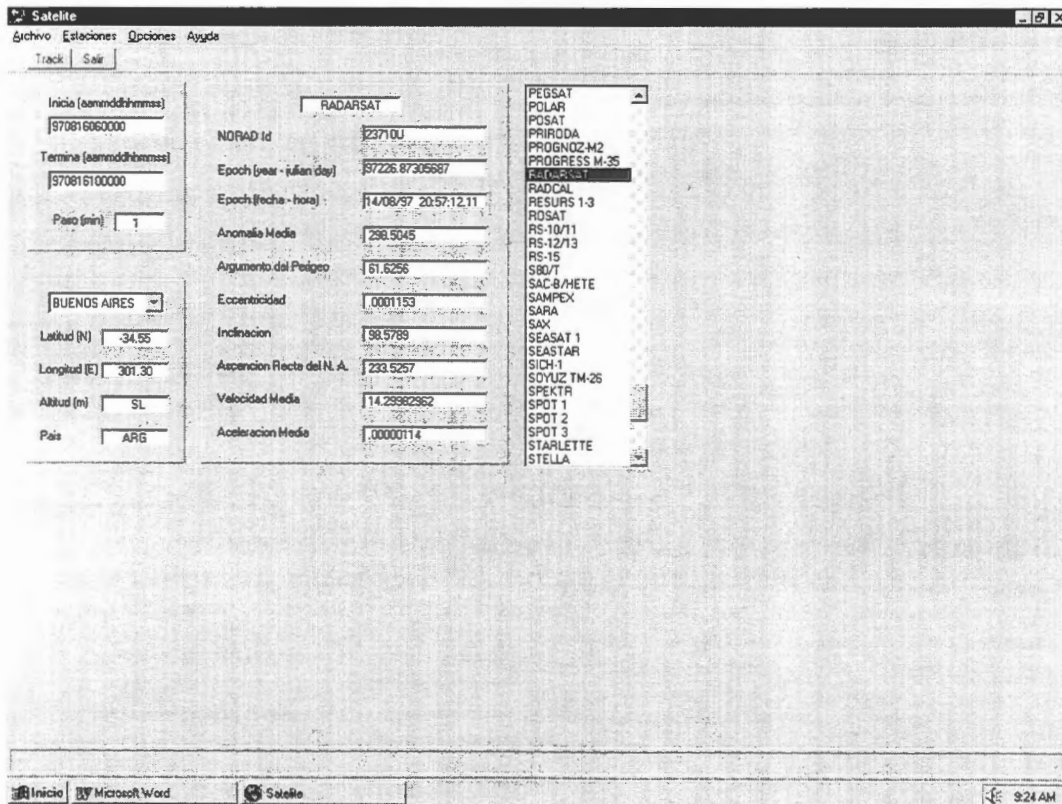 Satelite
Archivo Estaciones Opciones Ayuda
Track Salir
Inicia (aammddhhmmss)
970816060000
Termina (aammddhhmmss)
970816100000
Paso (min) 1
BUENOS AIRES
Latitud (N) -34.55
Longitud (E) 301.30
Altitud (m) SL
Pais ARG
RADARSAT
NORAD Id 23710U
Epoch (year - julian day) 97226.87305687
Epoch (fecha - hora) 14/08/97 20:57:12,11
Anomalia Media 298.5045
Argumento del Perigeo 61.6256
Eccentricidad .0001153
Inclinacion 98.5789
Ascencion Recta del N. A. 233.5257
Velocidad Media 14.29982962
Aceleracion Media .00000114
PEGSAT
POLAR
POSAT
PRIRODA
PROGNOZ-M2
PROGRESS M-35
RADARSAT
RADCAL
RESURS 1-3
ROSAT
RS-10/11
RS-12/13
RS-15
S80/T
SAC-B/HETE
SAMPEX
SARA
SAX
SEASAT 1
SEASTAR
SICH-1
SOYUZ TM-26
SPEKTR
SPOT 1
SPOT 2
SPOT 3
STARLETTE
STELLA
Inicio Microsoft Word Satelite 9:24 AM